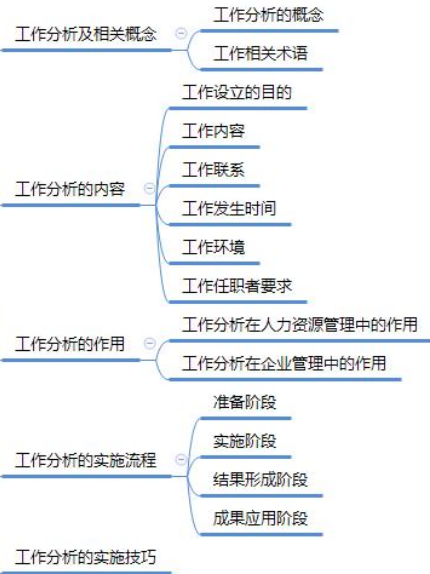 工作分析及相关概念
工作分析的概念
工作相关术语
工作分析的内容
工作设立的目的
工作内容
工作联系
工作发生时间
工作环境
工作任职者要求
工作分析的作用
工作分析在人力资源管理中的作用
工作分析在企业管理中的作用
工作分析的实施流程
准备阶段
实施阶段
结果形成阶段
成果应用阶段
工作分析的实施技巧